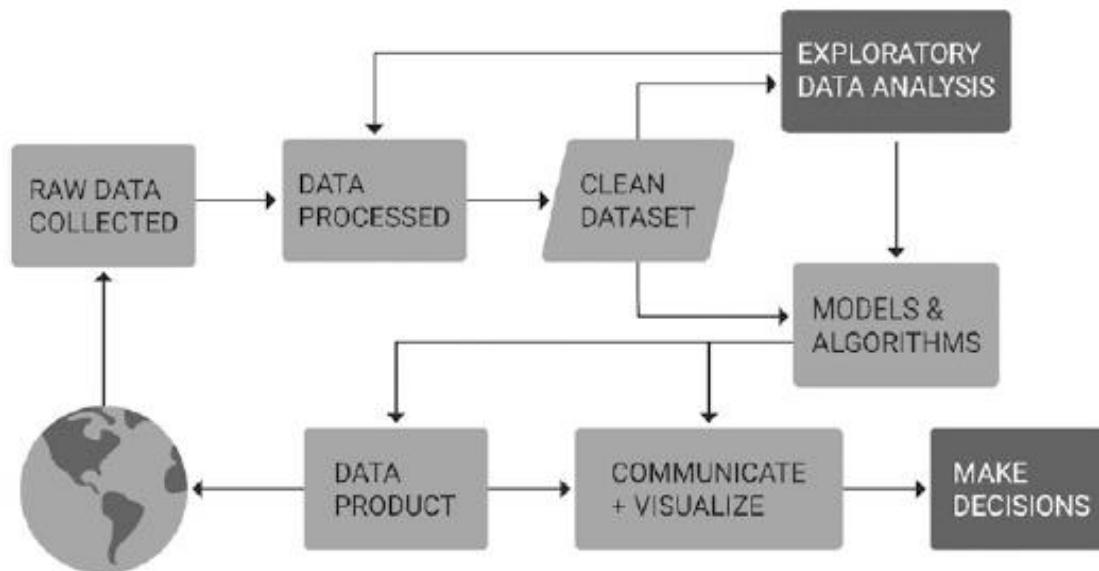 EXPLORATORY
DATA ANALYSIS
RAW DATA
COLLECTED
DATA
PROCESSED
CLEAN
DATASET
MODELS &
ALGORITHMS
DATA
PRODUCT
COMMUNICATE
+ VISUALIZE
MAKE
DECISIONS